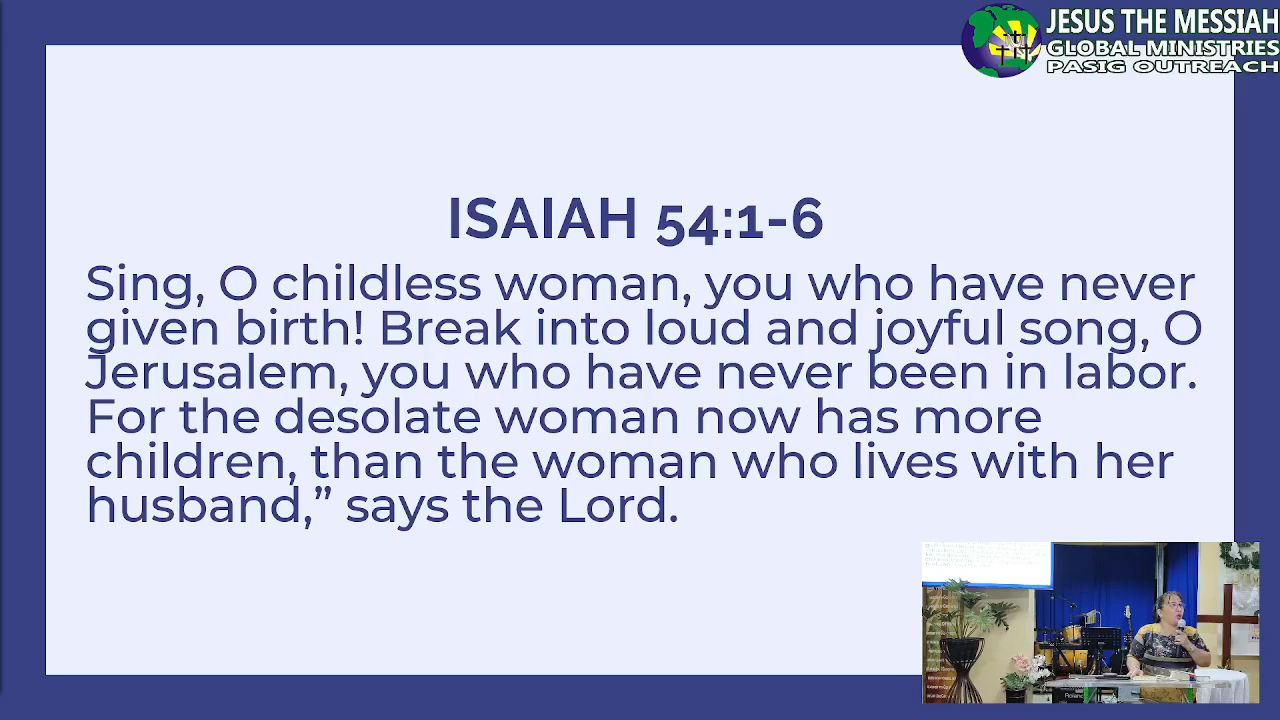 JESUS THE MESSIAH
GLOBAL MINISTRIES
PASIG OUTREACH
ISAIAH 54:1-6
Sing, O childless woman, you who have never
given birth! Break into loud and joyful song, O
Jerusalem, you who have never been in labor.
For the desolate woman now has more
children, than the woman who lives with her
husband,” says the Lord.
Roland